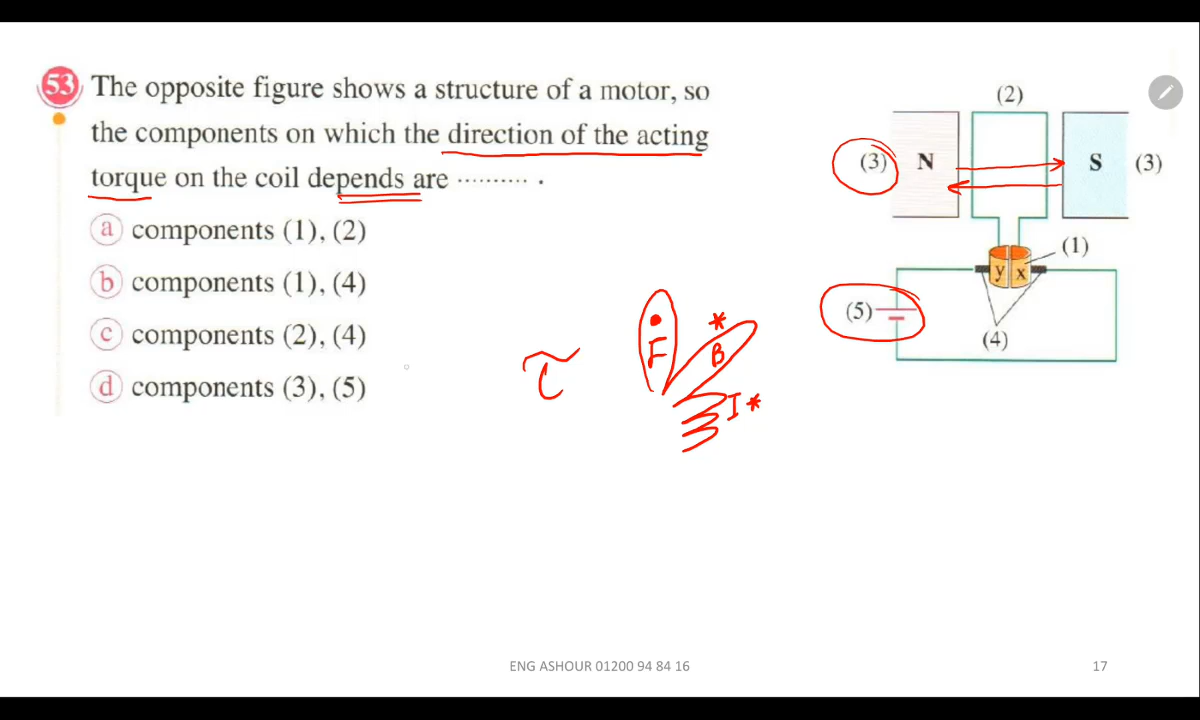 53 The opposite figure shows a structure of a motor, so
the components on which the direction of the acting
torque on the coil depends are .......... .
a components (1), (2)
b components (1), (4)
c components (2), (4)
d components (3), (5)
(2)
(3) N S (3)
(1)
y x
(5)
(4)
τ
F B *
I *
ENG ASHOUR 01200 94 84 16
17